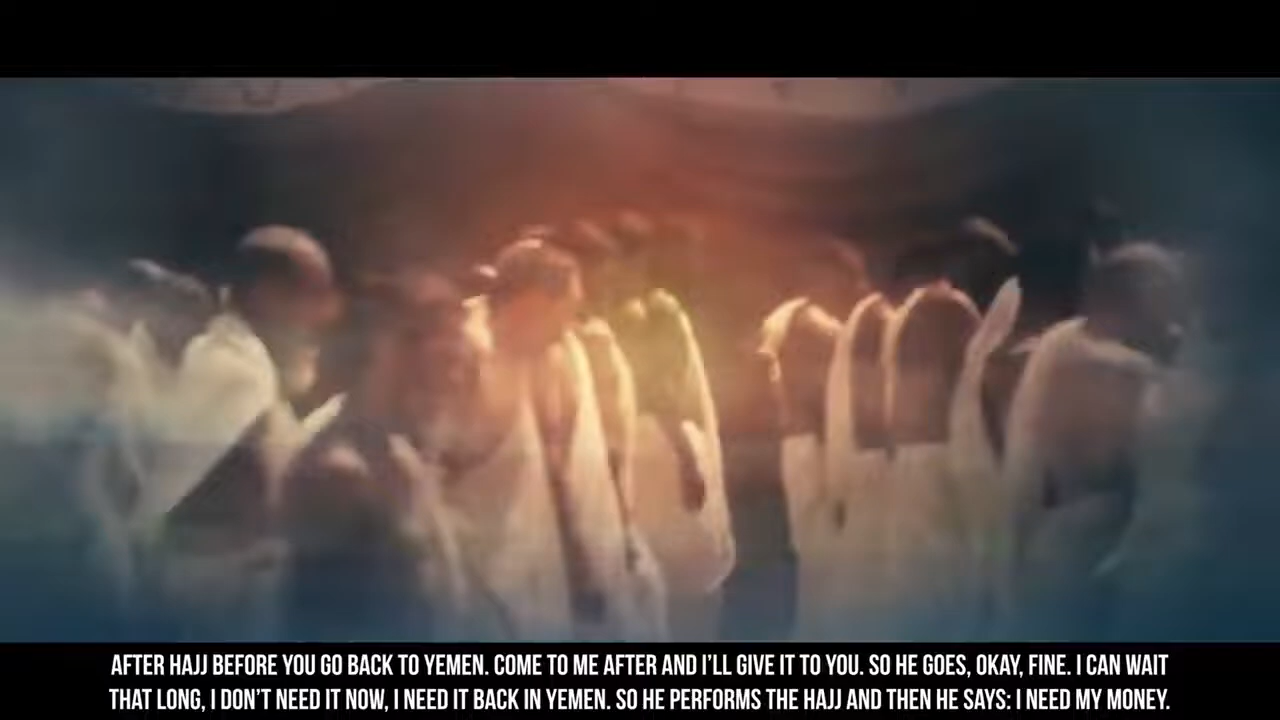 AFTER HAJJ BEFORE YOU GO BACK TO YEMEN. COME TO ME AFTER AND I'LL GIVE IT TO YOU. SO HE GOES, OKAY, FINE. I CAN WAIT
THAT LONG, I DON'T NEED IT NOW, I NEED IT BACK IN YEMEN. SO HE PERFORMS THE HAJJ AND THEN HE SAYS: I NEED MY MONEY.